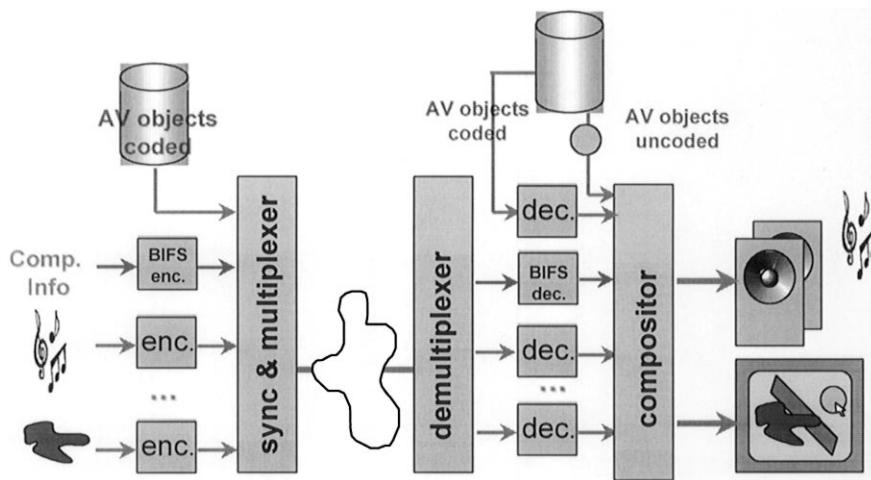 AV objects
coded
AV objects
coded
AV objects
uncoded
sync & multiplexer
demultiplexer
compositor
Comp.
Info
BIFS
enc.
enc.
...
enc.
dec.
BIFS
dec.
dec.
...
dec.